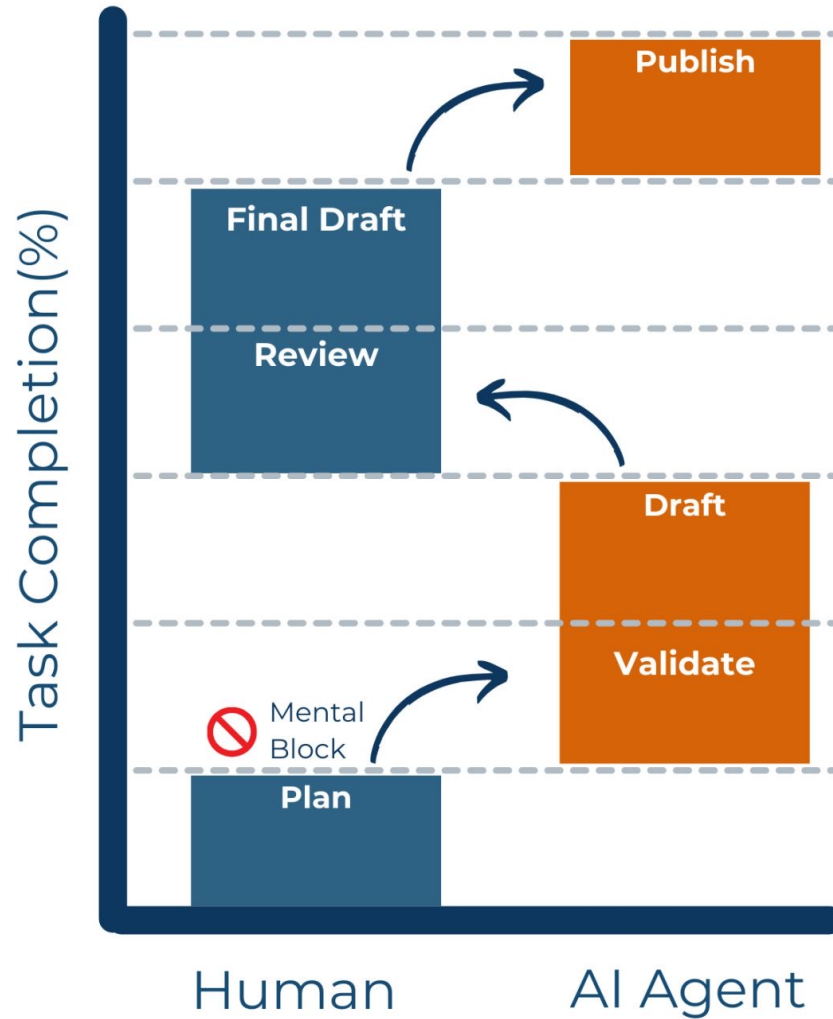 Task Completion(%)
Publish
Final Draft
Review
Draft
Validate
Mental
Block
Plan
Human
AI Agent